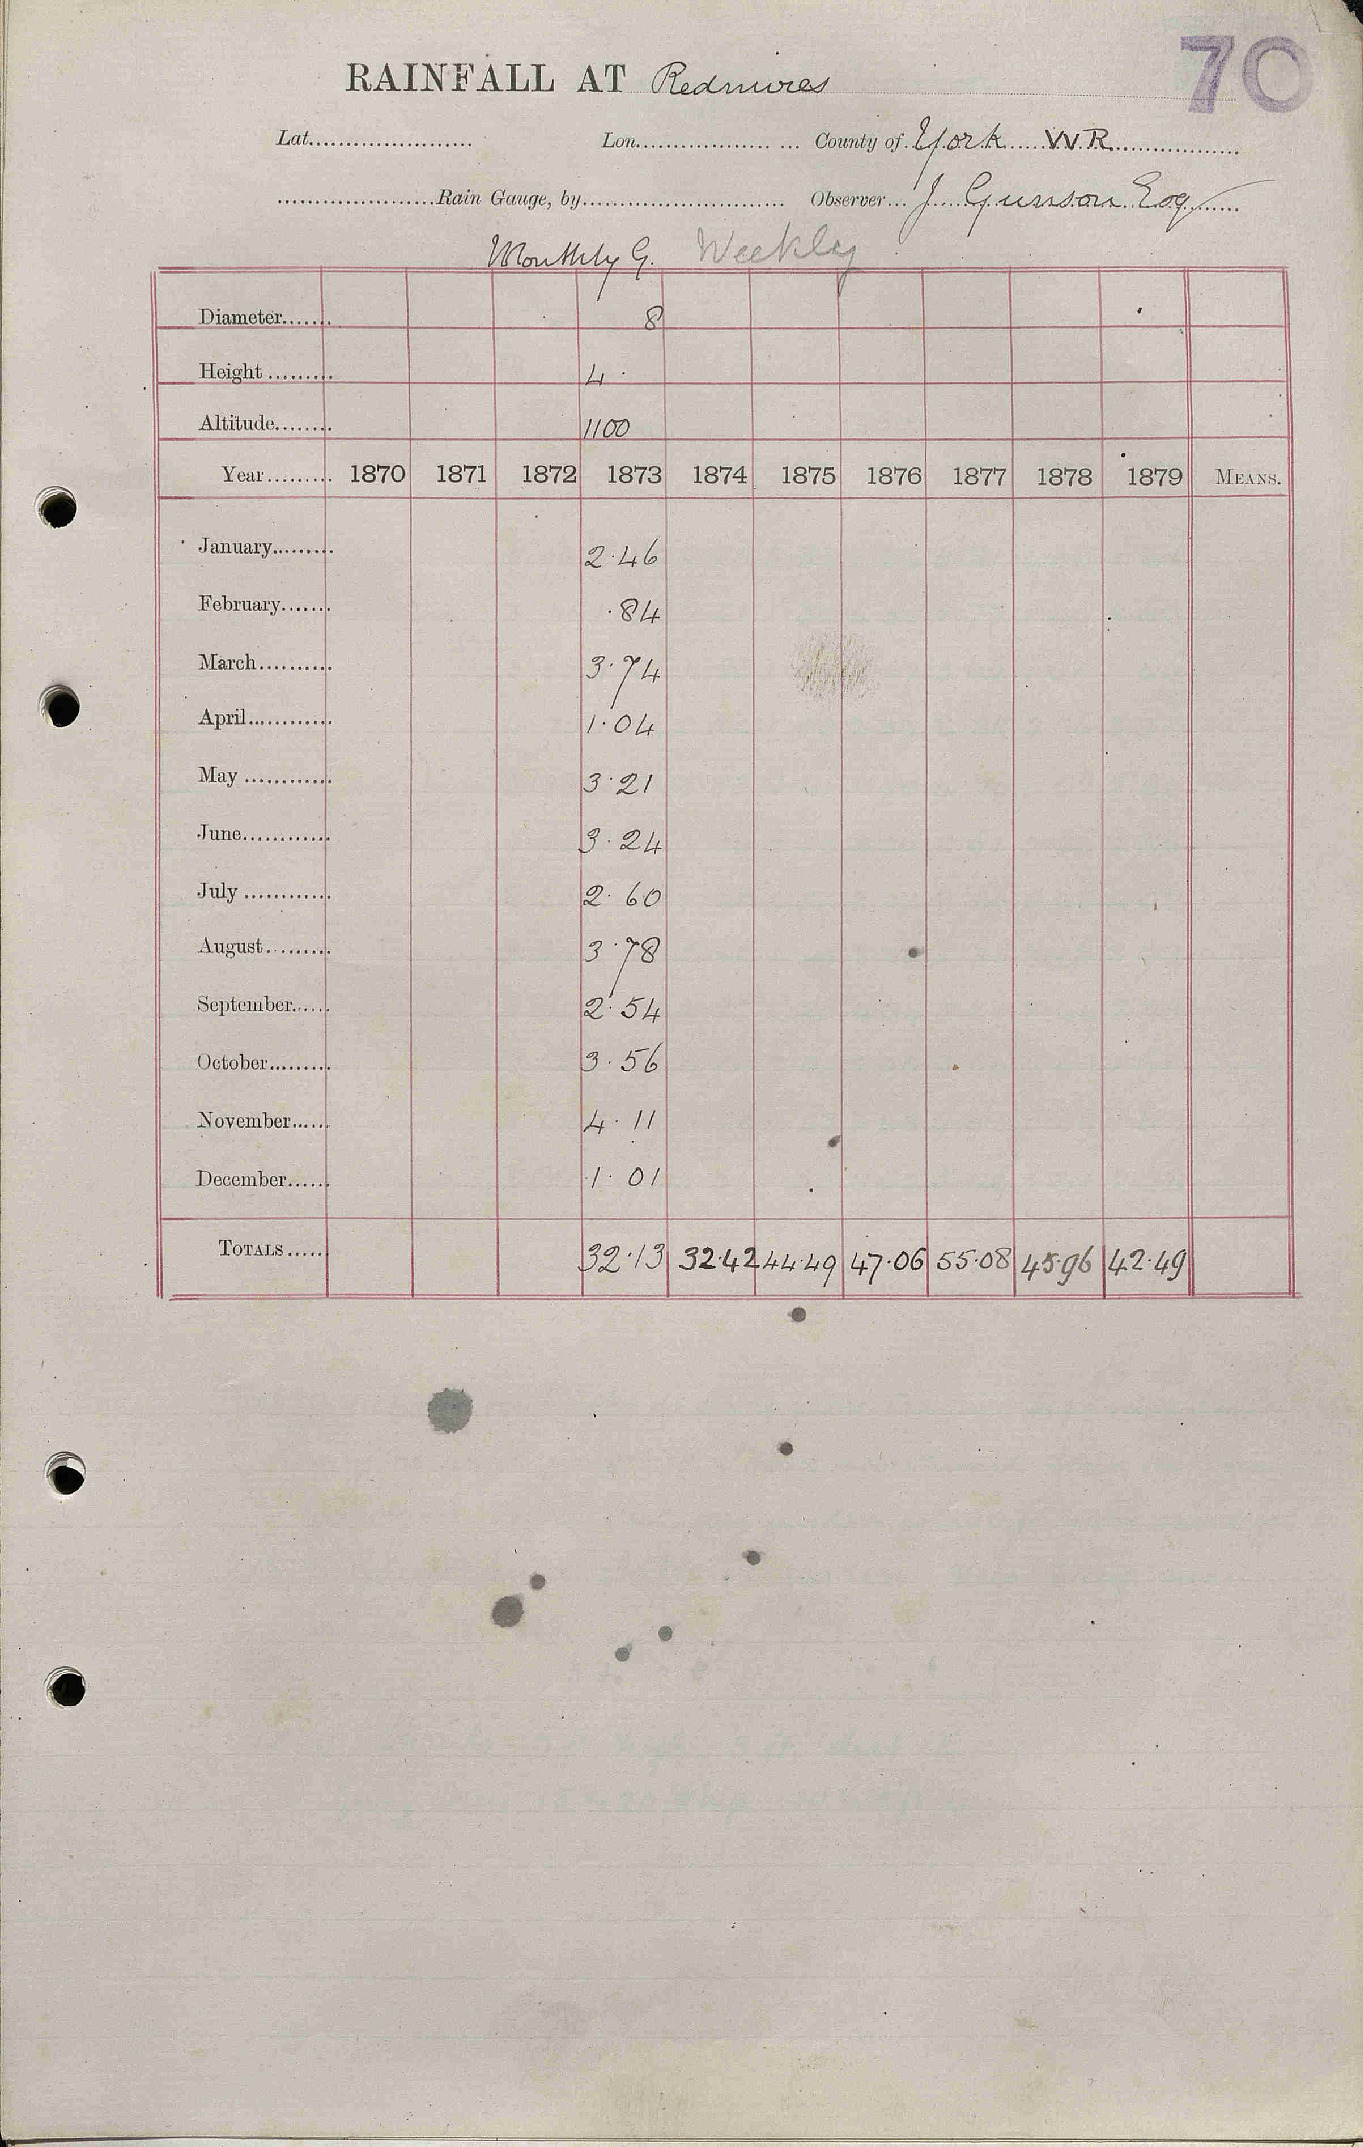 70
RAINFALL AT Redmires
Lat. Lon. County of York W.R.
Rain Gauge, by Observer J. Gunson Esq
Monthly G. Weekly
Diameter 8
Height 4
Altitude 1100
Year 1870 1871 1872 1873 1874 1875 1876 1877 1878 1879 MEANS.
January 2.46
February .84
March 3.74
April 1.04
May 3.21
June 3.24
July 2.60
August 3.78
September 2.54
October 3.56
November 4.11
December 1.01
TOTALS 32.13 32.42 44.49 47.06 55.08 45.96 42.49